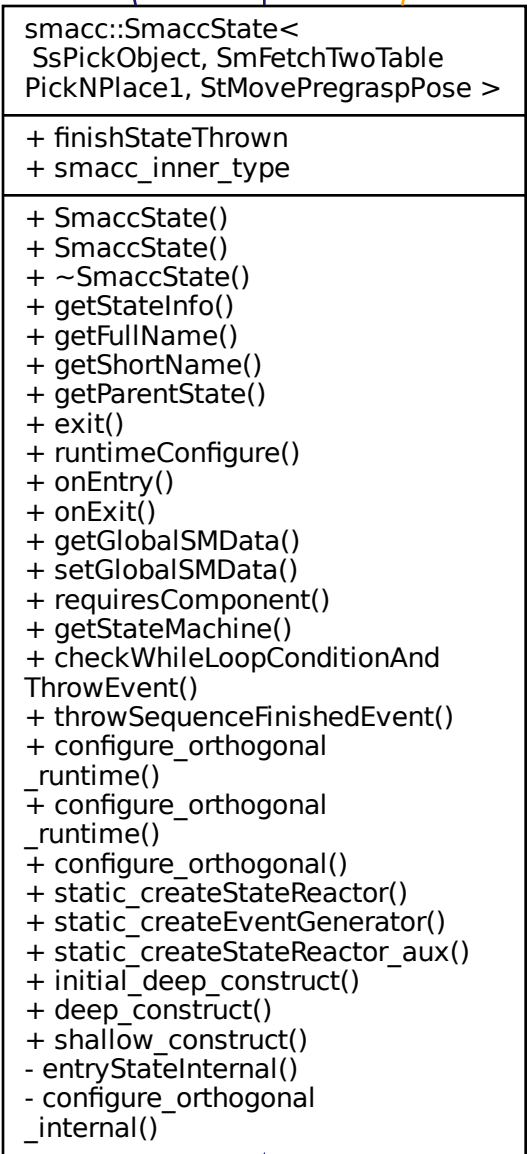 smacc::SmaccState<
SsPickObject, SmFetchTwoTable
PickNPlace1, StMovePregraspPose >
+ finishStateThrown
+ smacc_inner_type
+ SmaccState()
+ SmaccState()
+ ~SmaccState()
+ getStateInfo()
+ getFullName()
+ getShortName()
+ getParentState()
+ exit()
+ runtimeConfigure()
+ onEntry()
+ onExit()
+ getGlobalSMData()
+ setGlobalSMData()
+ requiresComponent()
+ getStateMachine()
+ checkWhileLoopConditionAnd
ThrowEvent()
+ throwSequenceFinishedEvent()
+ configure_orthogonal
_runtime()
+ configure_orthogonal
_runtime()
+ configure_orthogonal()
+ static_createStateReactor()
+ static_createEventGenerator()
+ static_createStateReactor_aux()
+ initial_deep_construct()
+ deep_construct()
+ shallow_construct()
- entryStateInternal()
- configure_orthogonal
_internal()